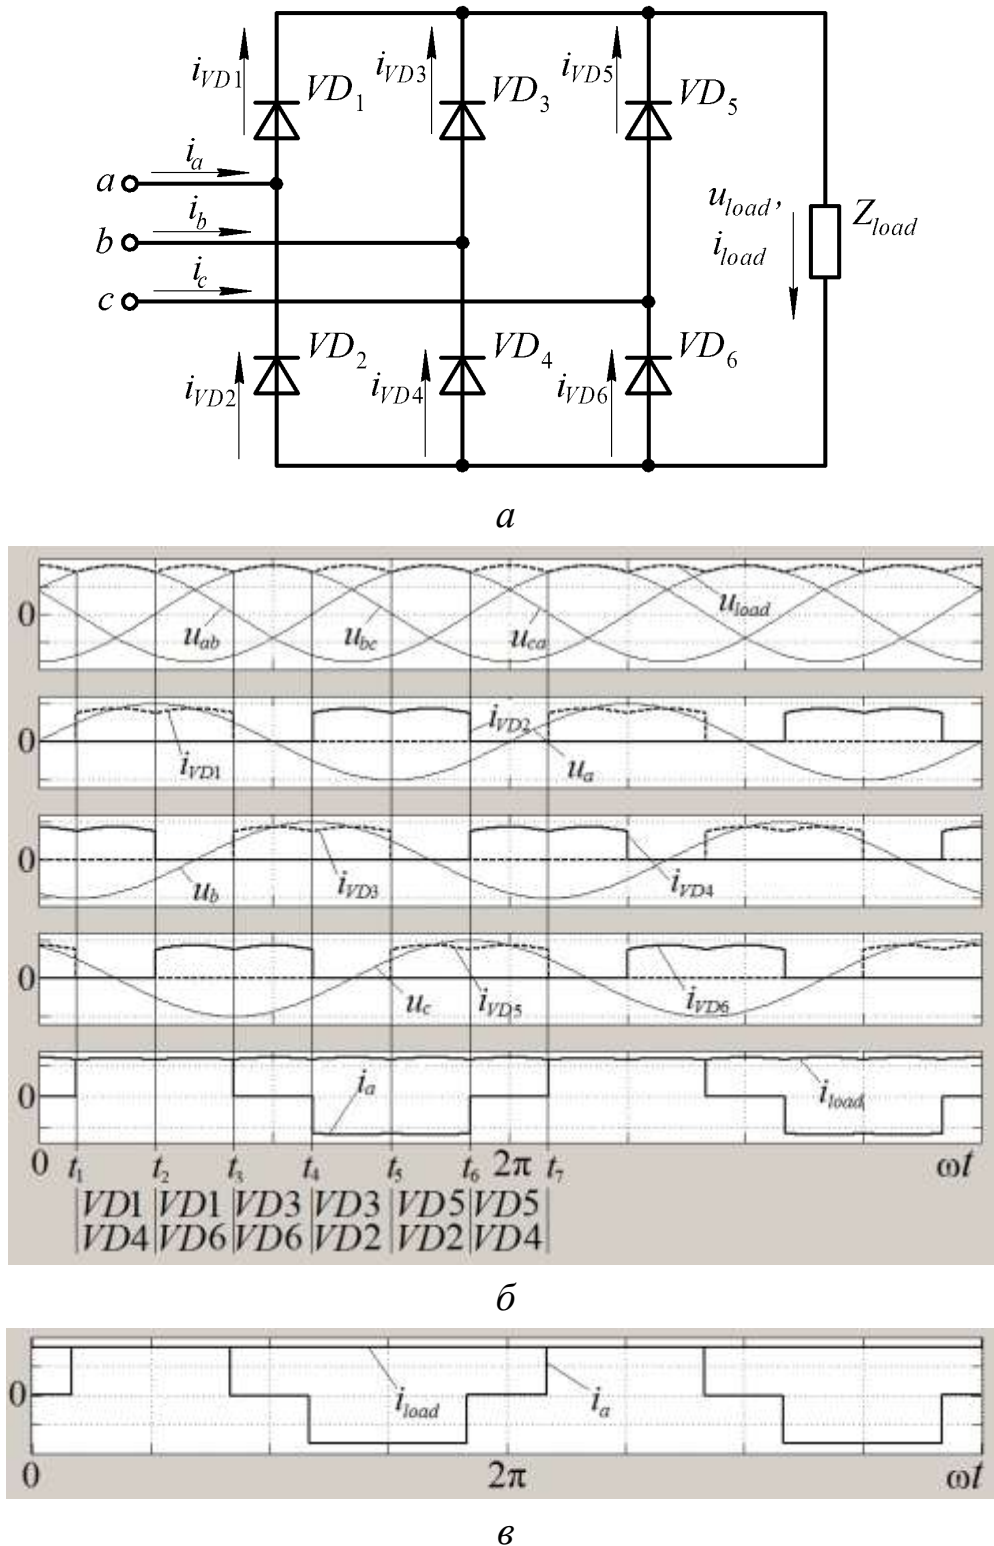 i_VD1 VD_1 i_VD3 VD_3 i_VD5 VD_5
a i_a
b i_b
c i_c
u_load,
i_load
Z_load
i_VD2 VD_2 i_VD4 VD_4 i_VD6 VD_6
а
0 u_ab u_bc u_ca u_load
0 i_VD1 i_VD2 u_a
0 u_b i_VD3 i_VD4
0 u_c i_VD5 i_VD6
0 i_a i_load
0 t_1 t_2 t_3 t_4 t_5 t_6 2π t_7 ωt
VD1 VD1 VD3 VD3 VD5 VD5
VD4 VD6 VD6 VD2 VD2 VD4
б
0 i_load i_a
0 2π ωt
в